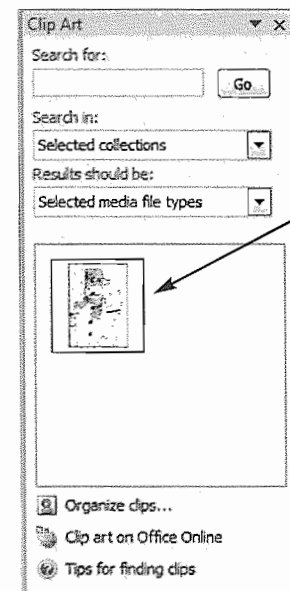 Clip Art
Search for:
Go
Search in:
Selected collections
Results should be:
Selected media file types
Organize clips...
Clip art on Office Online
Tips for finding clips